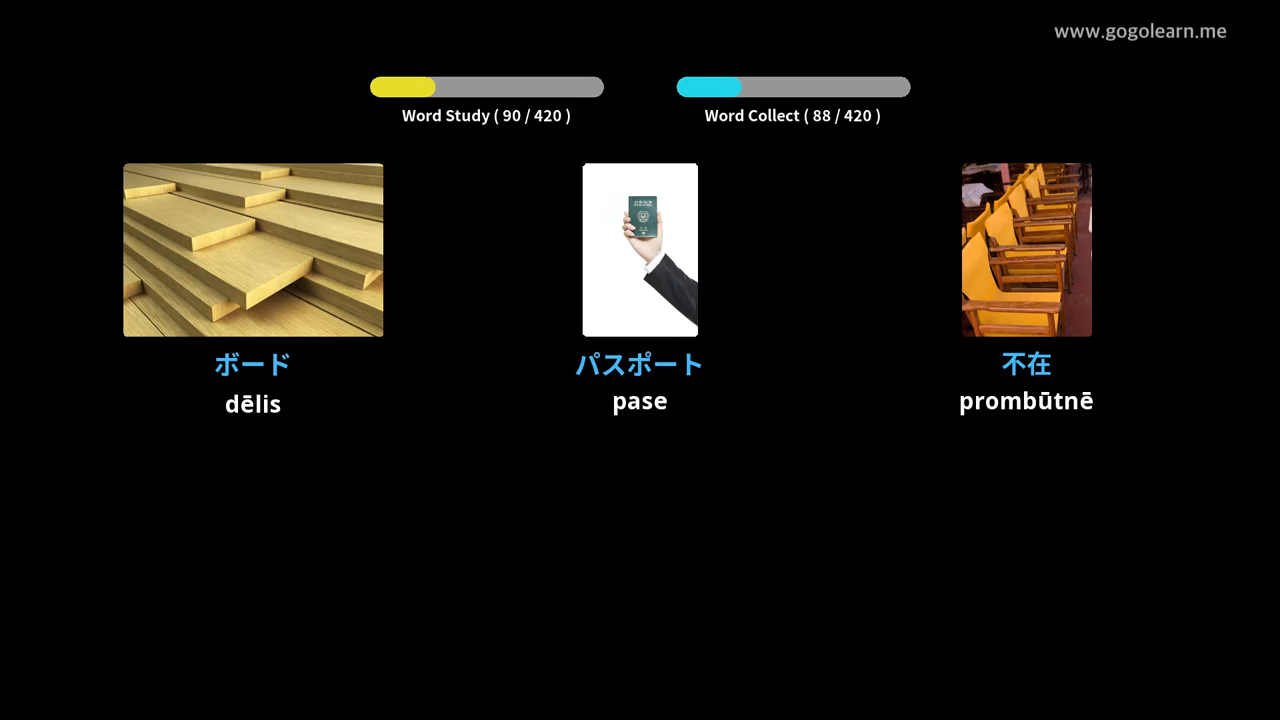 www.gogolearn.me
Word Study ( 90 / 420 )
Word Collect ( 88 / 420 )
ボード
dēlis
パスポート
pase
不在
prombūtnē